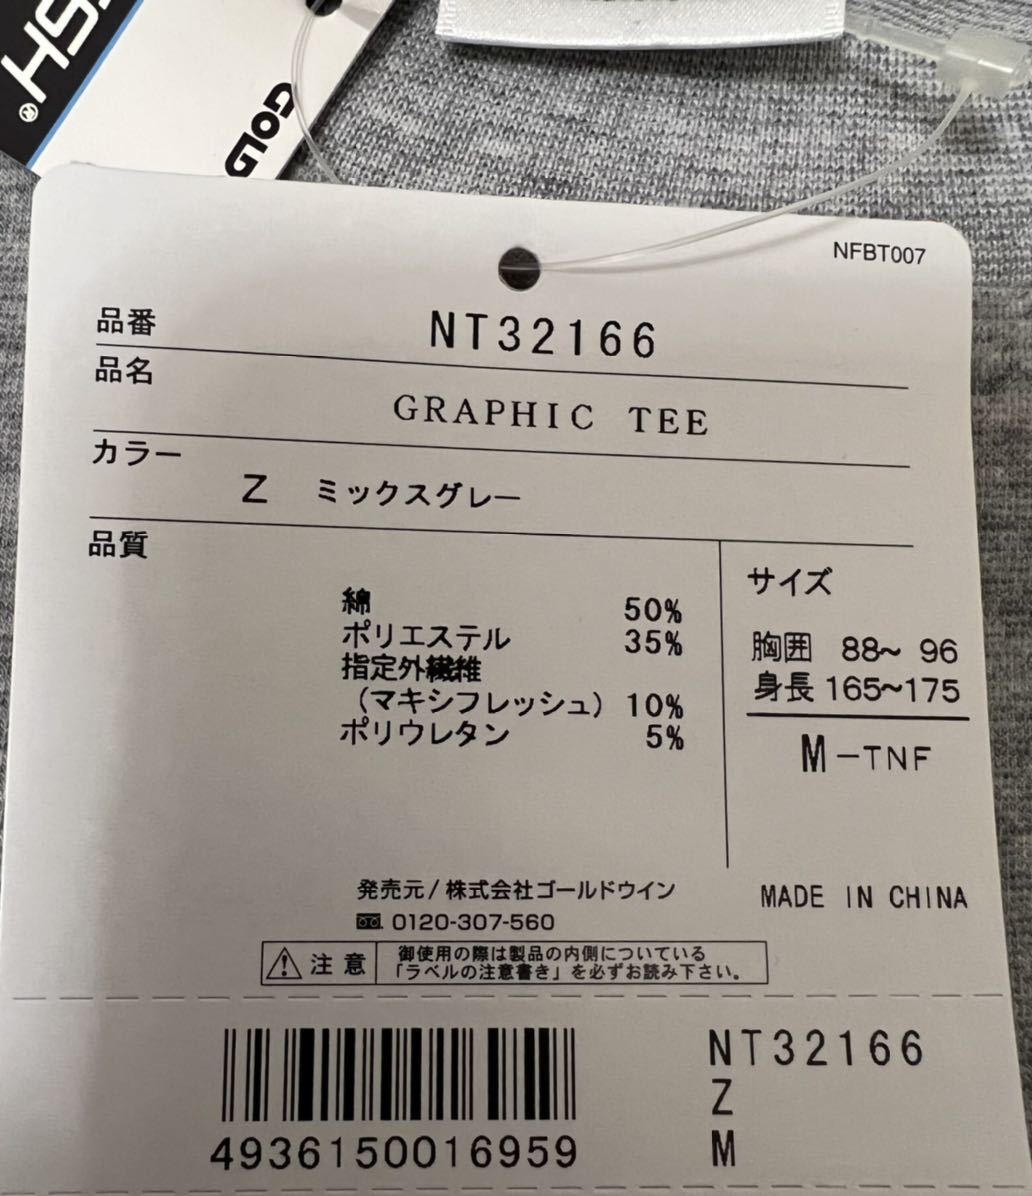 SH®
GOLD
NFBT007
品番 NT32166
品名
GRAPHIC TEE
カラー
Z ミックスグレー
品質
綿 50%
ポリエステル 35%
指定外繊維
(マキシフレッシュ) 10%
ポリウレタン 5%
サイズ
胸囲 88~ 96
身長 165~175
M-TNF
発売元/株式会社ゴールドウイン
0120-307-560
MADE IN CHINA
注意
御使用の際は製品の内側についている
「ラベルの注意書き」を必ずお読み下さい。
4936150016959
NT32166
Z
M